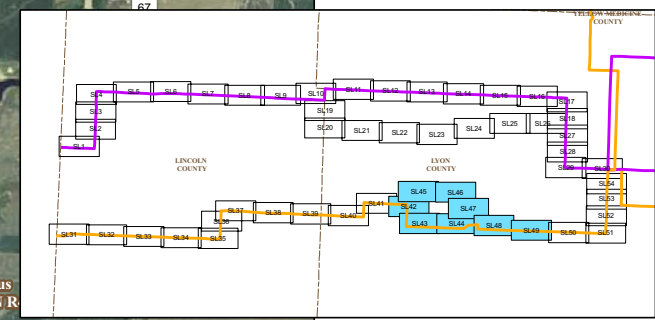 67
YELLOW MEDICINE
COUNTY
SL4 SL5 SL6 SL7 SL8 SL9 SL10 SL11 SL12 SL13 SL14 SL15 SL16 SL17
SL3 SL19 SL18
SL2 SL20 SL21 SL22 SL23 SL24 SL25 SL26 SL27
SL1 SL28
LINCOLN
COUNTY
LYON
COUNTY
SL29 SL30
SL54
SL45 SL46 SL53
SL37 SL38 SL39 SL40 SL41 SL42 SL47 SL52
SL36 SL43 SL44 SL48
SL31 SL32 SL33 SL34 SL35 SL49 SL50 SL51
us